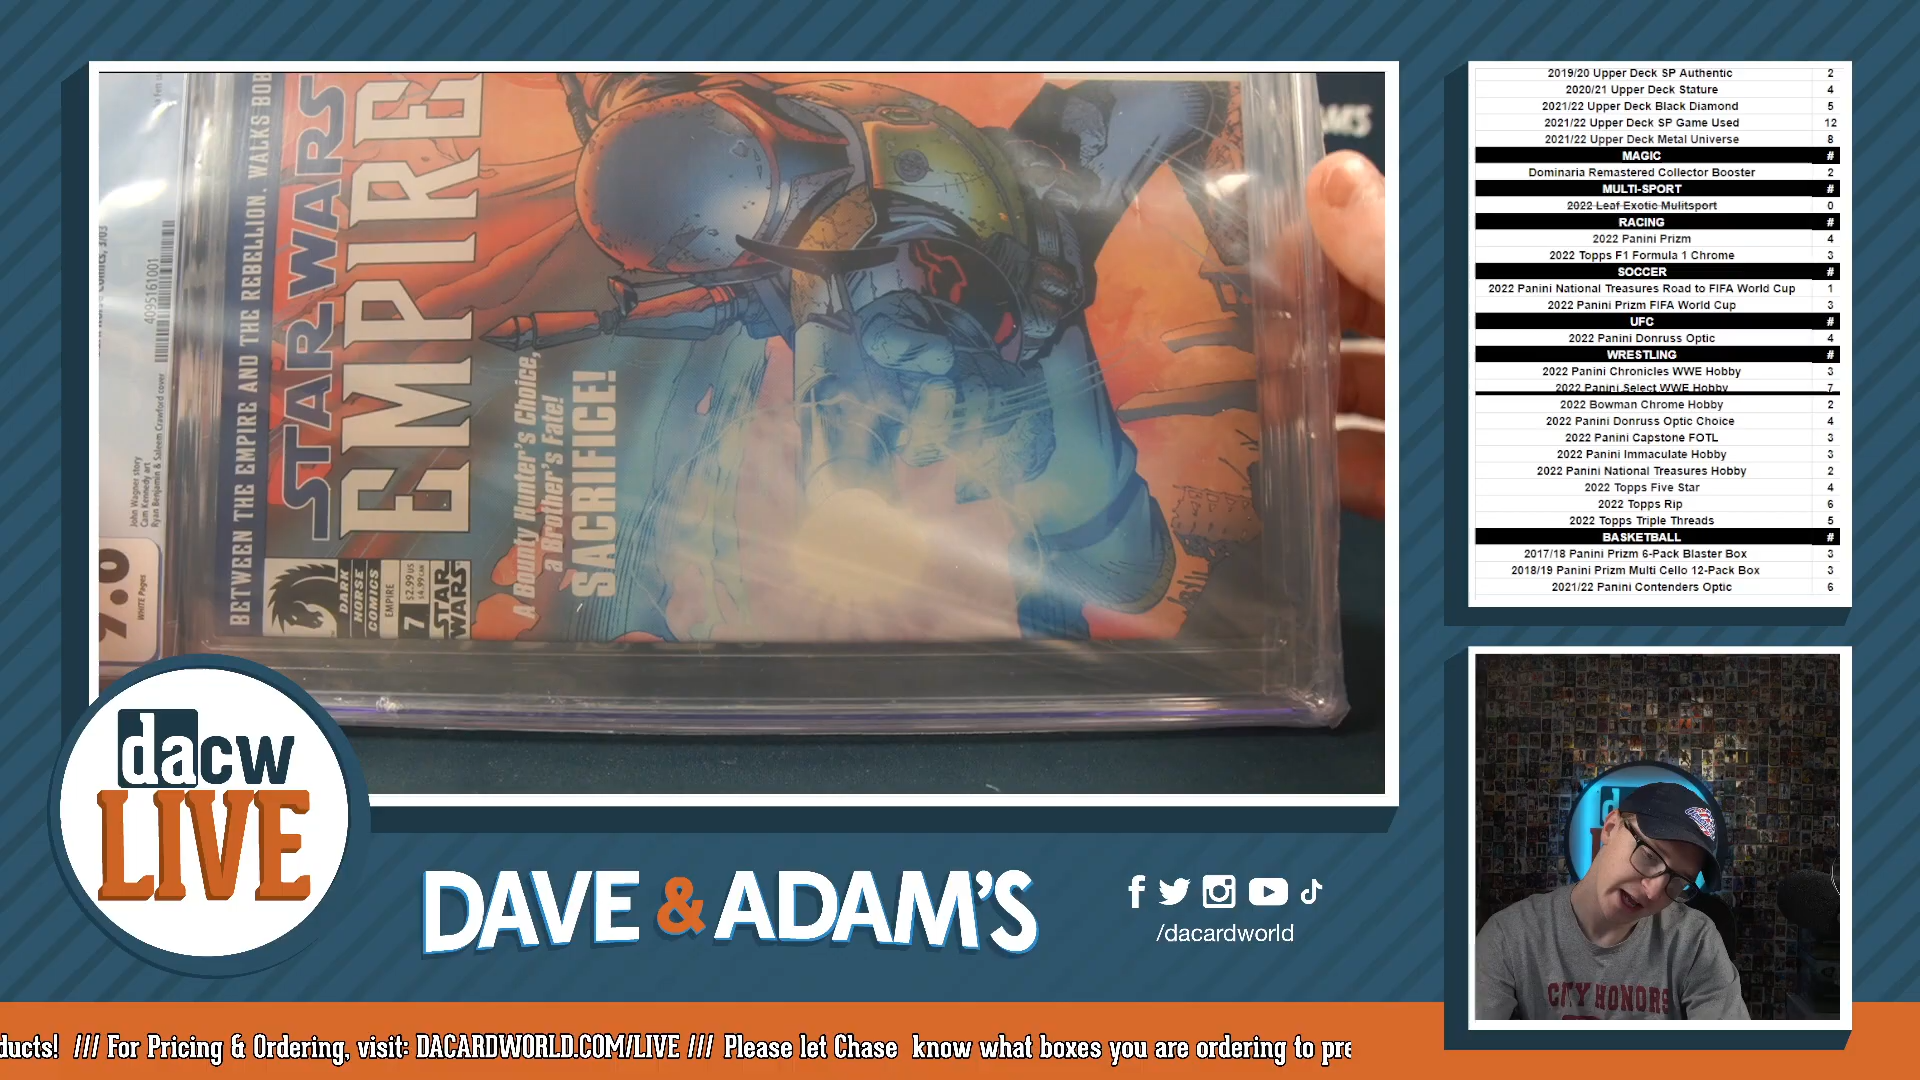 BETWEEN THE EMPIRE AND THE REBELLION, WALKS BOB
STAR WARS
EMPIRE
DARK
HORSE
COMICS
EMPIRE
7
$2.99 US
$4.99 CAN
STAR
WARS
A Bounty Hunter's Choice,
a Brother's Fate!
SACRIFICE!
4095161001
John Wagner story
Cam Kennedy art
Ryan Benjamin & Saleem Crawford cover
WHITE Pages
2019/20 Upper Deck SP Authentic 2
2020/21 Upper Deck Stature 4
2021/22 Upper Deck Black Diamond 5
2021/22 Upper Deck SP Game Used 12
2021/22 Upper Deck Metal Universe 8
MAGIC #
Dominaria Remastered Collector Booster 2
MULTI-SPORT #
2022 Leaf Exotic Mulitsport 0
RACING #
2022 Panini Prizm 4
2022 Topps F1 Formula 1 Chrome 3
SOCCER #
2022 Panini National Treasures Road to FIFA World Cup 1
2022 Panini Prizm FIFA World Cup 3
UFC #
2022 Panini Donruss Optic 4
WRESTLING #
2022 Panini Chronicles WWE Hobby 3
2022 Panini Select WWE Hobby 7
2022 Bowman Chrome Hobby 2
2022 Panini Donruss Optic Choice 4
2022 Panini Capstone FOTL 3
2022 Panini Immaculate Hobby 3
2022 Panini National Treasures Hobby 2
2022 Topps Five Star 4
2022 Topps Rip 6
2022 Topps Triple Threads 5
BASKETBALL #
2017/18 Panini Prizm 6-Pack Blaster Box 3
2018/19 Panini Prizm Multi Cello 12-Pack Box 3
2021/22 Panini Contenders Optic 6
dacw
LIVE
DAVE & ADAM'S
/dacardworld
CITY HONORS
ducts! /// For Pricing & Ordering, visit: DACARDWORLD.COM/LIVE /// Please let Chase know what boxes you are ordering to pre